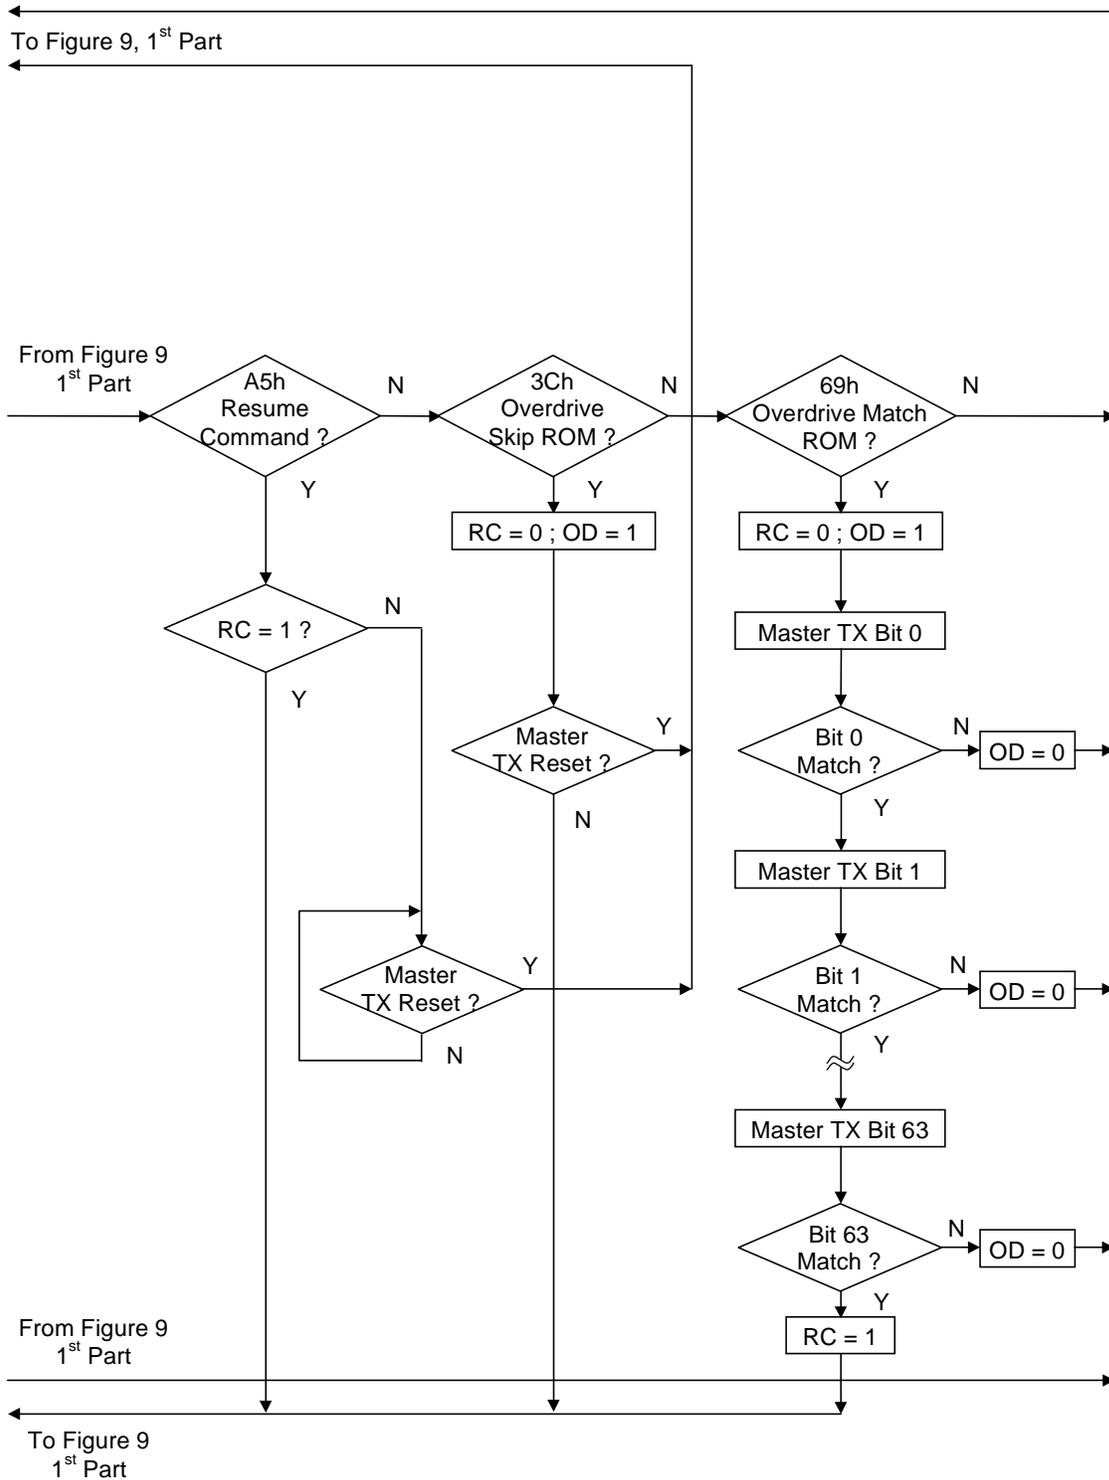 To Figure 9, 1st Part
From Figure 9
1st Part
A5h
Resume
Command ?
N
Y
3Ch
Overdrive
Skip ROM ?
N
Y
69h
Overdrive Match
ROM ?
N
Y
RC = 0 ; OD = 1
RC = 0 ; OD = 1
RC = 1 ?
N
Y
Master TX Bit 0
Master
TX Reset ?
Y
N
Bit 0
Match ?
N
OD = 0
Y
Master TX Bit 1
Master
TX Reset ?
Y
N
Bit 1
Match ?
N
OD = 0
Y
Master TX Bit 63
Bit 63
Match ?
N
OD = 0
Y
RC = 1
From Figure 9
1st Part
To Figure 9
1st Part